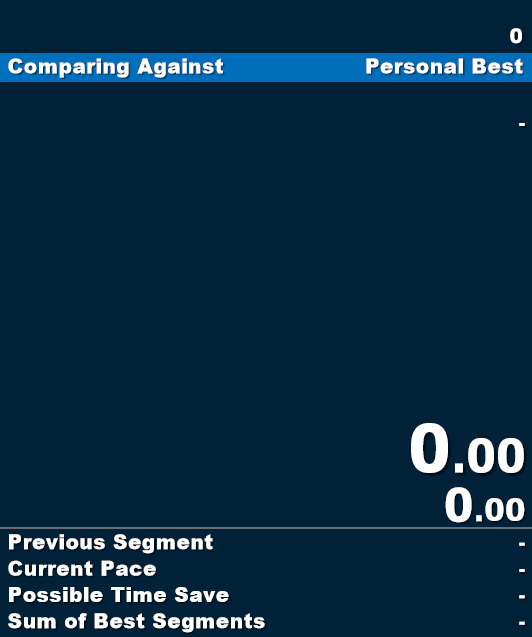 0
Comparing Against Personal Best
-
0.00
0.00
Previous Segment -
Current Pace -
Possible Time Save -
Sum of Best Segments -